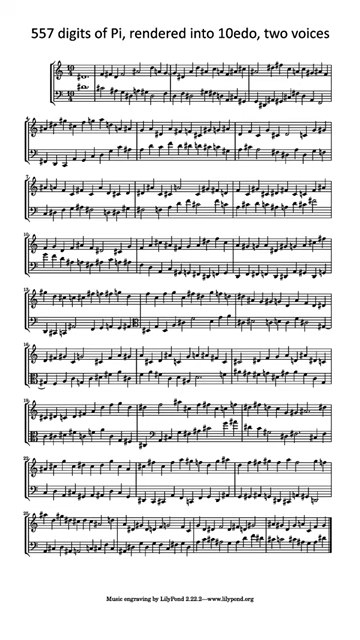 557 digits of Pi, rendered into 10edo, two voices
Music engraving by LilyPond 2.22.2—www.lilypond.org